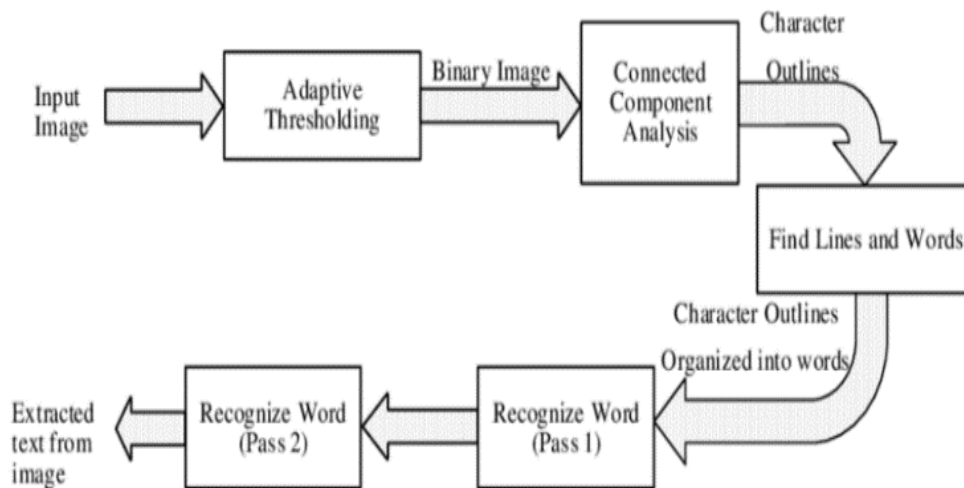 Input
Image
Adaptive
Thresholding
Binary Image
Connected
Component
Analysis
Character
Outlines
Find Lines and Words
Character Outlines
Organized into words
Recognize Word
(Pass 1)
Recognize Word
(Pass 2)
Extracted
text from
image